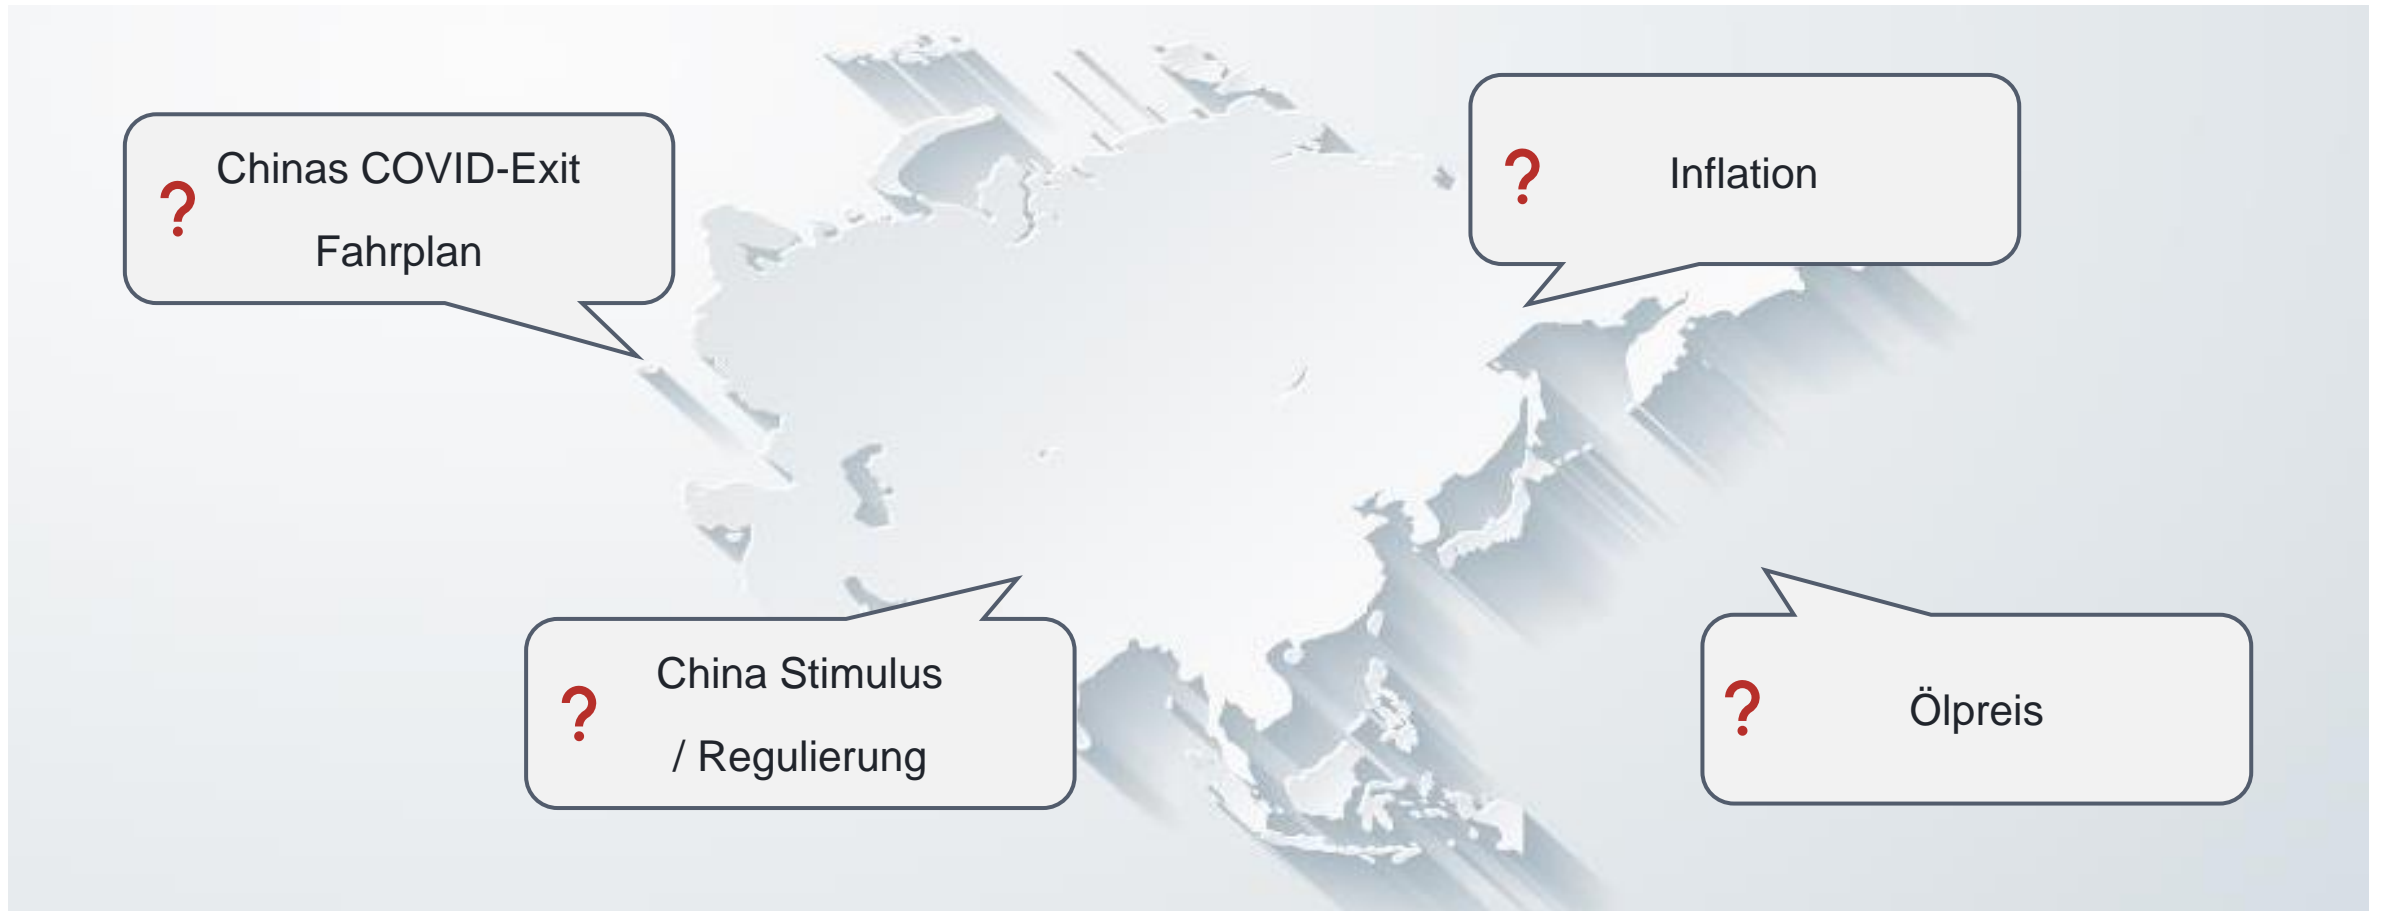 ? Chinas COVID-Exit
Fahrplan
? Inflation
? China Stimulus
/ Regulierung
? Ölpreis